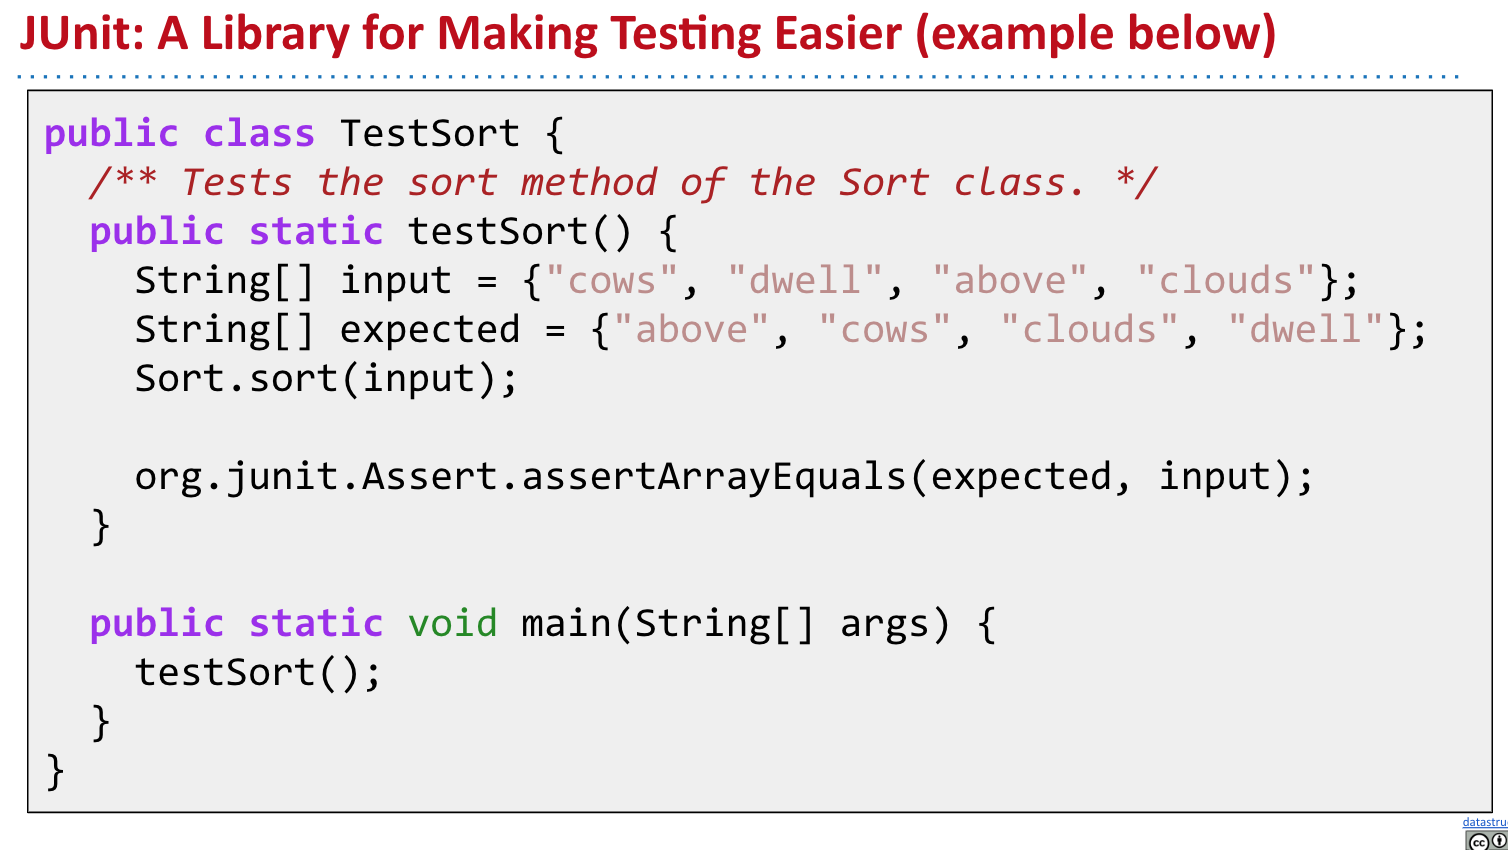 JUnit: A Library for Making Testing Easier (example below)
public class TestSort {
/** Tests the sort method of the Sort class. */
public static testSort() {
String[] input = {"cows", "dwell", "above", "clouds"};
String[] expected = {"above", "cows", "clouds", "dwell"};
Sort.sort(input);
org.junit.Assert.assertArrayEquals(expected, input);
}
public static void main(String[] args) {
testSort();
}
}
datastru
cc